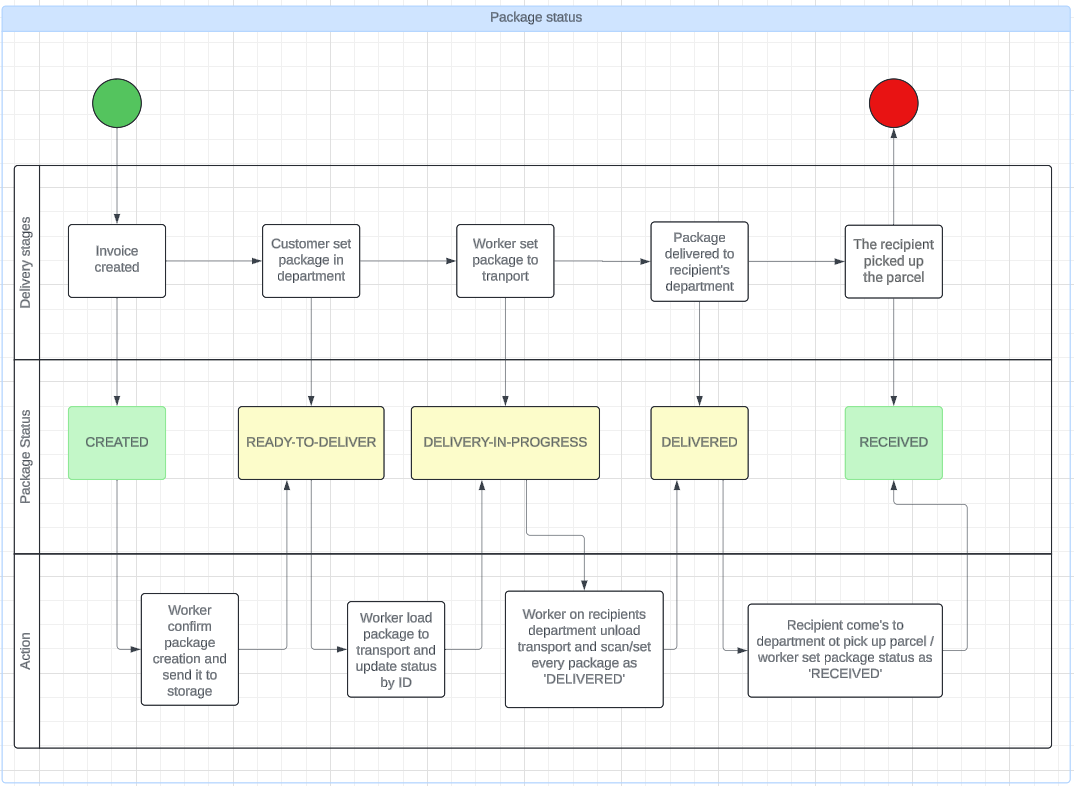 Package status
Delivery stages
Invoice
created
Customer set
package in
department
Worker set
package to
tranport
Package
delivered to
recipient's
department
The recipient
picked up
the parcel
Package Status
CREATED
READY-TO-DELIVER
DELIVERY-IN-PROGRESS
DELIVERED
RECEIVED
Action
Worker
confirm
package
creation and
send it to
storage
Worker load
package to
transport and
update status
by ID
Worker on recipients
department unload
transport and scan/set
every package as
'DELIVERED'
Recipient come's to
department ot pick up parcel /
worker set package status as
'RECEIVED'